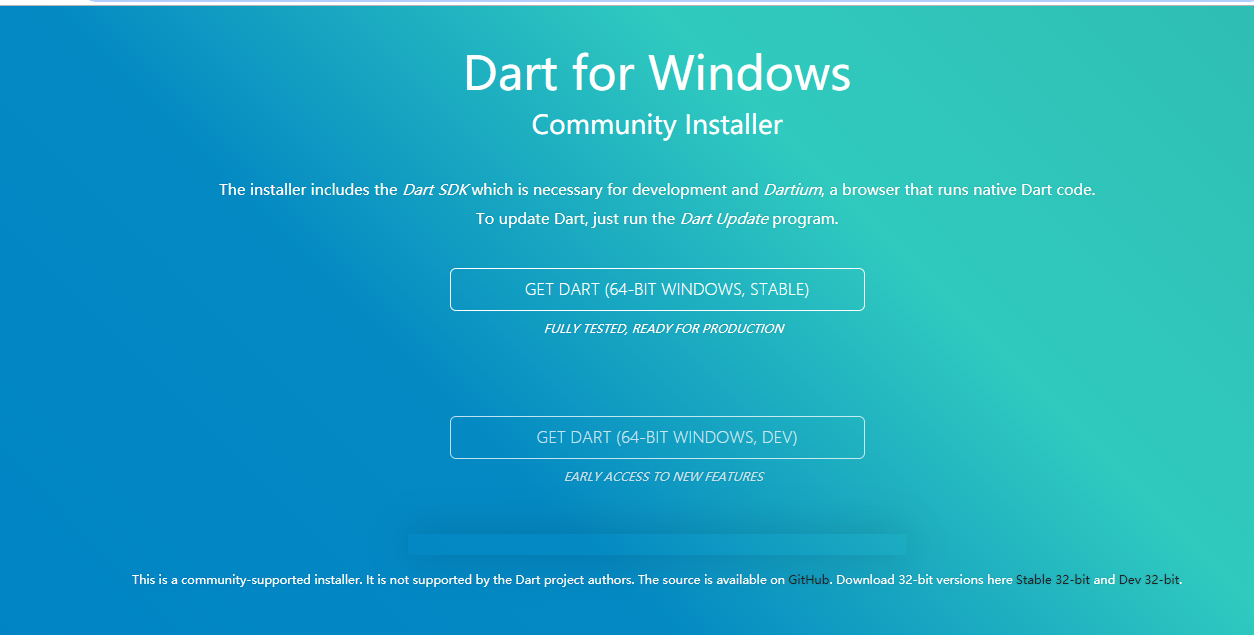 Dart for Windows
Community Installer
The installer includes the Dart SDK which is necessary for development and Dartium, a browser that runs native Dart code.
To update Dart, just run the Dart Update program.
GET DART (64-BIT WINDOWS, STABLE)
FULLY TESTED, READY FOR PRODUCTION
GET DART (64-BIT WINDOWS, DEV)
EARLY ACCESS TO NEW FEATURES
This is a community-supported installer. It is not supported by the Dart project authors. The source is available on GitHub. Download 32-bit versions here Stable 32-bit and Dev 32-bit.